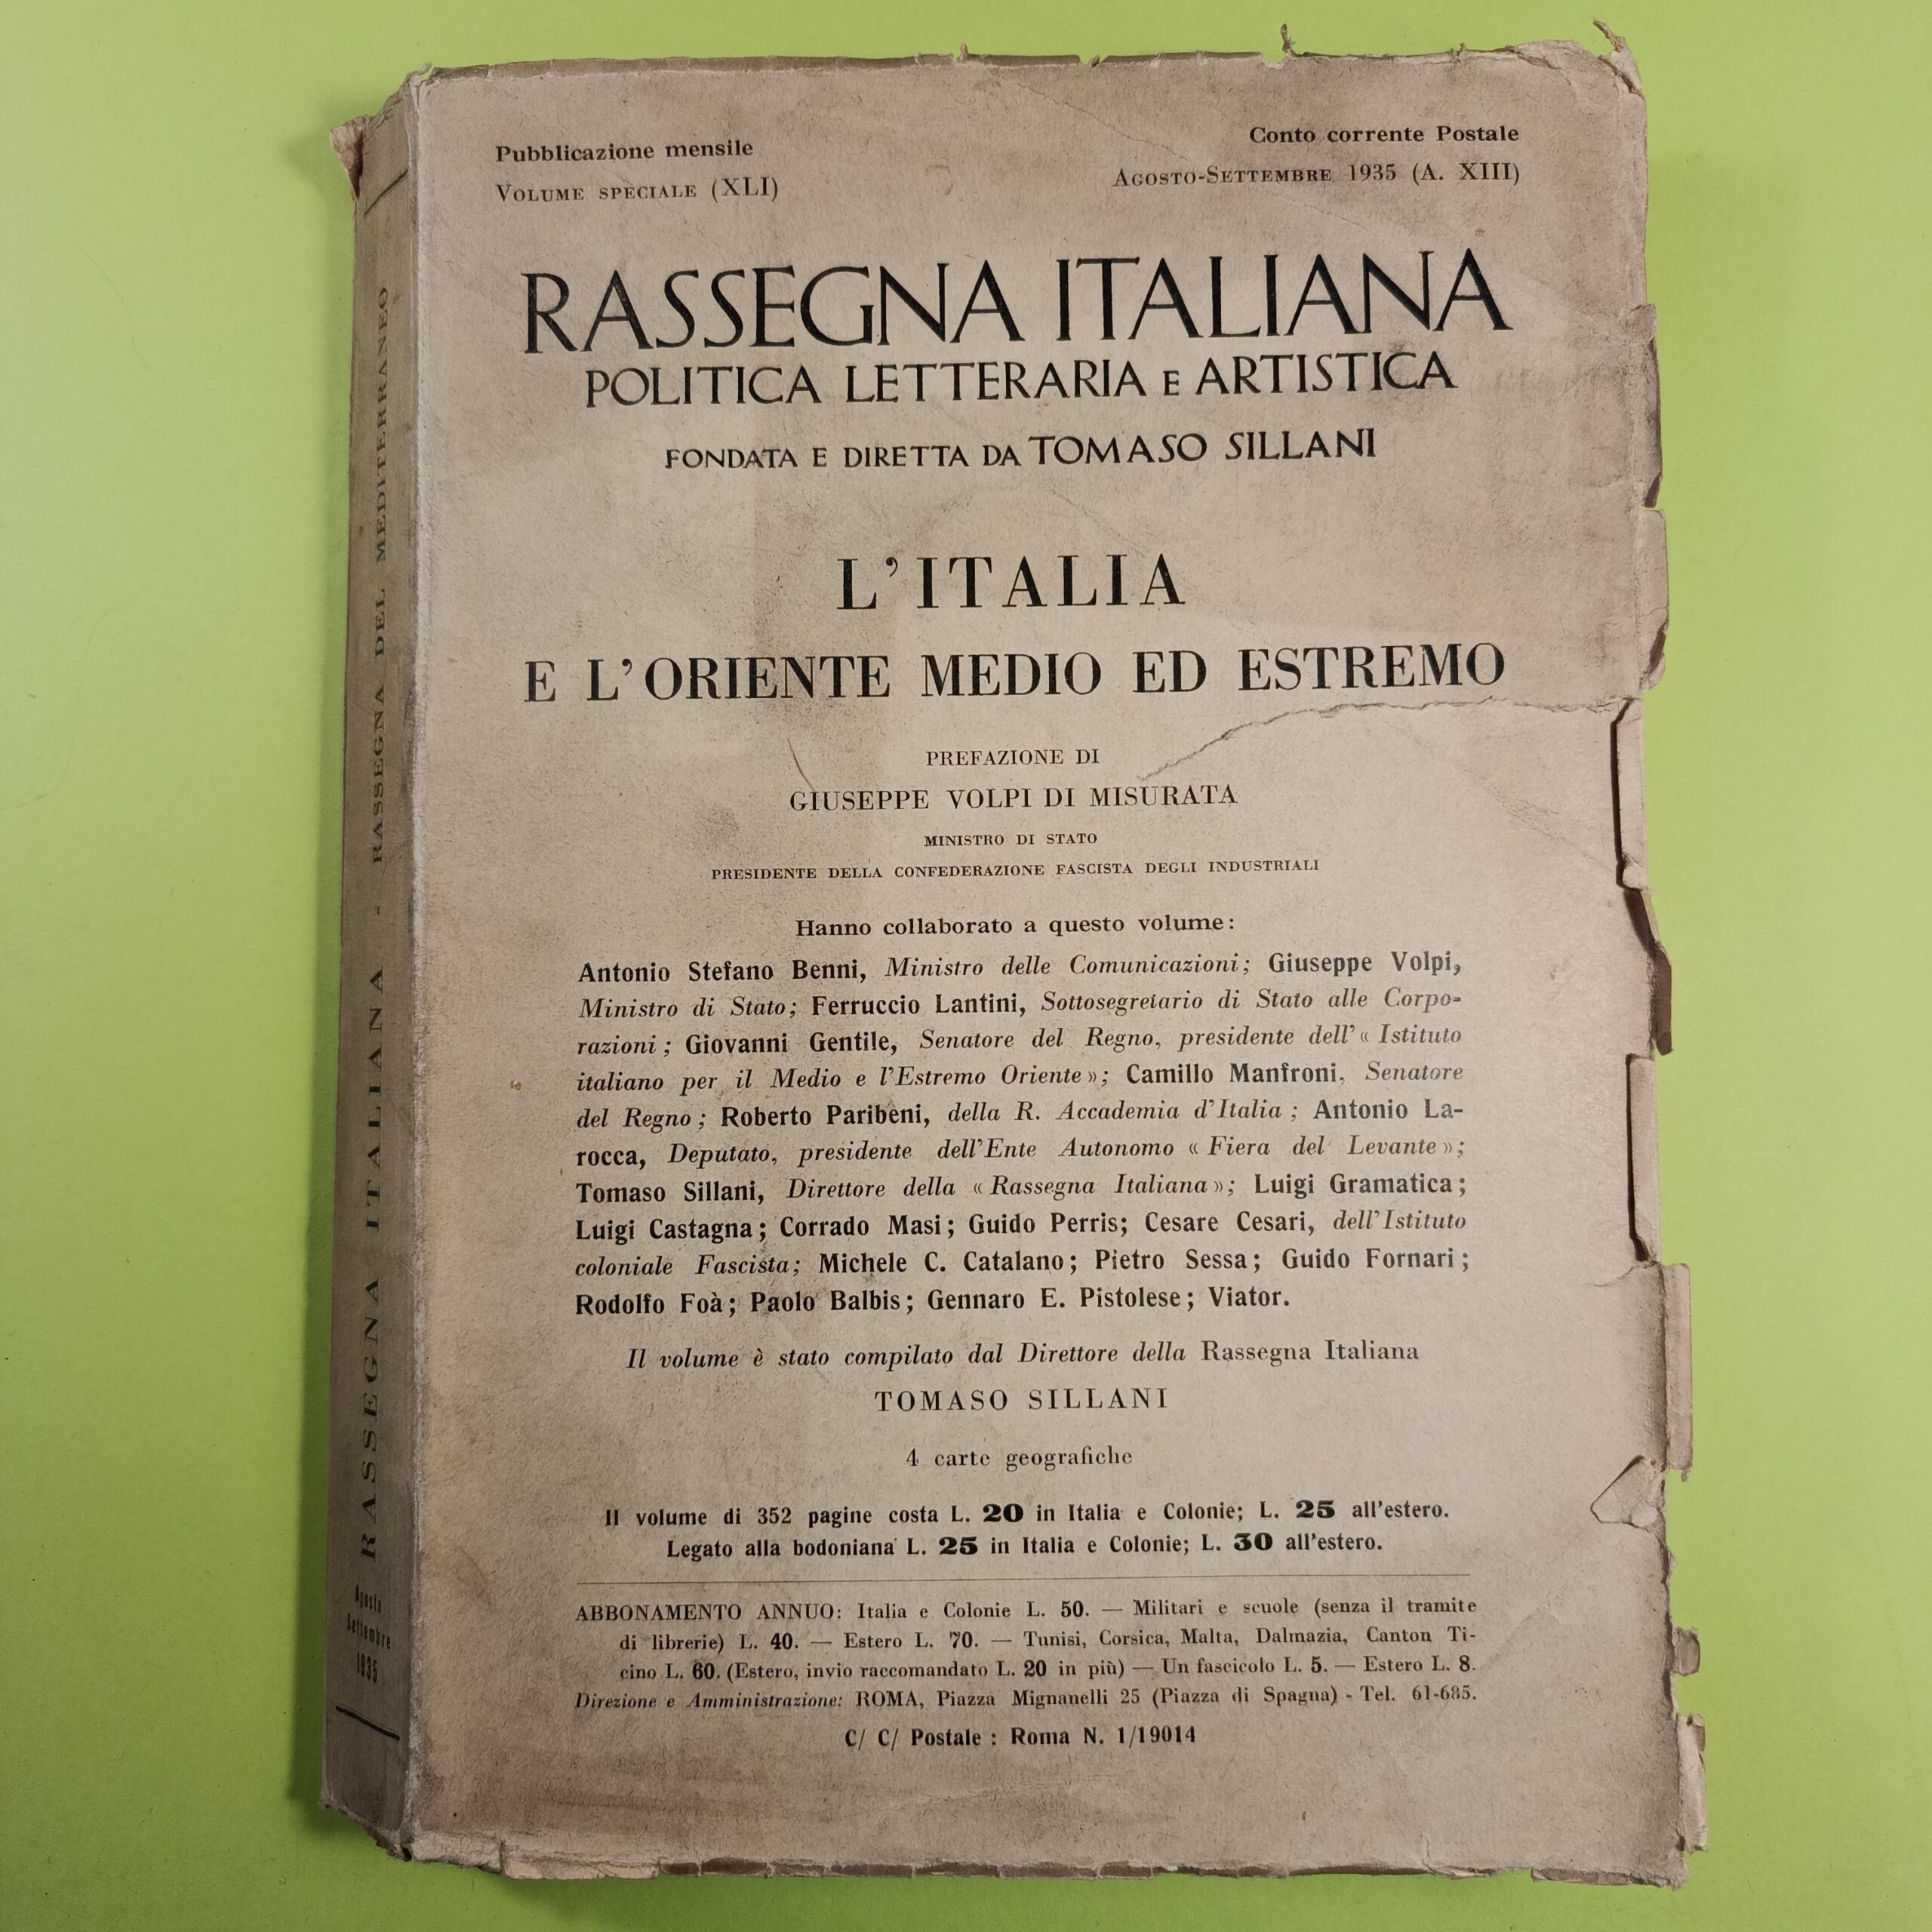 Pubblicazione mensile
VOLUME SPECIALE (XLI)
Conto corrente Postale
AGOSTO-SETTEMBRE 1935 (A. XIII)
RASSEGNA ITALIANA
POLITICA LETTERARIA E ARTISTICA
FONDATA E DIRETTA DA TOMASO SILLANI
L'ITALIA
E L'ORIENTE MEDIO ED ESTREMO
PREFAZIONE DI
GIUSEPPE VOLPI DI MISURATA
MINISTRO DI STATO
PRESIDENTE DELLA CONFEDERAZIONE FASCISTA DEGLI INDUSTRIALI
Hanno collaborato a questo volume:
Antonio Stefano Benni, Ministro delle Comunicazioni; Giuseppe Volpi,
Ministro di Stato; Ferruccio Lantini, Sottosegretario di Stato alle Corpo-
razioni; Giovanni Gentile, Senatore del Regno, presidente dell'« Istituto
italiano per il Medio e l'Estremo Oriente»; Camillo Manfroni, Senatore
del Regno; Roberto Paribeni, della R. Accademia d'Italia; Antonio La-
rocca, Deputato, presidente dell'Ente Autonomo « Fiera del Levante»;
Tomaso Sillani, Direttore della « Rassegna Italiana»; Luigi Gramatica;
Luigi Castagna; Corrado Masi; Guido Perris; Cesare Cesari, dell'Istituto
coloniale Fascista; Michele C. Catalano; Pietro Sessa; Guido Fornari;
Rodolfo Foà; Paolo Balbis; Gennaro E. Pistolese; Viator.
Il volume è stato compilato dal Direttore della Rassegna Italiana
TOMASO SILLANI
4 carte geografiche
Il volume di 352 pagine costa L. 20 in Italia e Colonie; L. 25 all'estero.
Legato alla bodoniana L. 25 in Italia e Colonie; L. 30 all'estero.
ABBONAMENTO ANNUO: Italia e Colonie L. 50. — Militari e scuole (senza il tramite
di librerie) L. 40. — Estero L. 70. — Tunisi, Corsica, Malta, Dalmazia, Canton Ti-
cino L. 60. (Estero, invio raccomandato L. 20 in più) — Un fascicolo L. 5. — Estero L. 8.
Direzione e Amministrazione: ROMA, Piazza Mignanelli 25 (Piazza di Spagna) - Tel. 61-685.
C/ C/ Postale : Roma N. 1/19014
RASSEGNA ITALIANA - RASSEGNA DEL MEDITERRANEO
Agosto
Settembre
1935